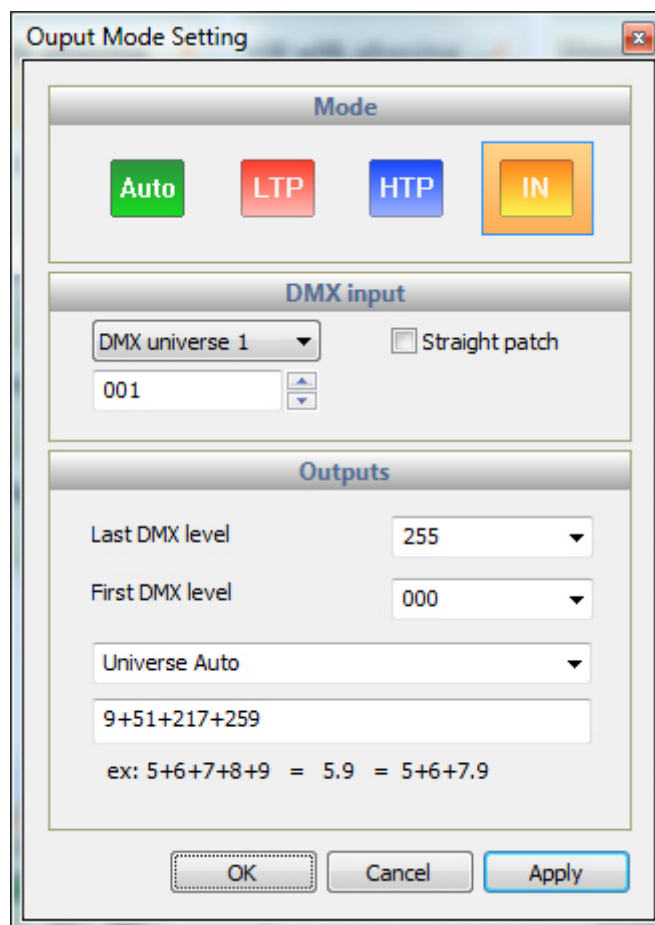 Ouput Mode Setting
Mode
Auto LTP HTP IN
DMX input
DMX universe 1 Straight patch
001
Outputs
Last DMX level 255
First DMX level 000
Universe Auto
9+51+217+259
ex: 5+6+7+8+9 = 5.9 = 5+6+7.9
OK Cancel Apply